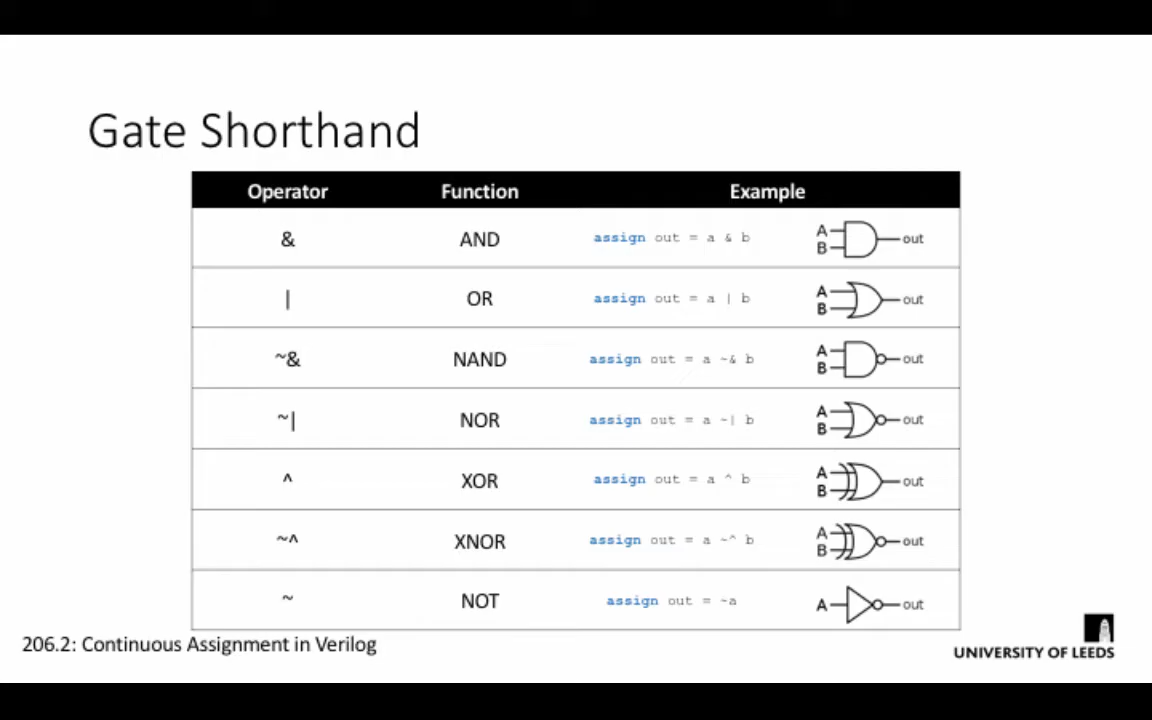 Gate Shorthand
Operator Function Example
& AND assign out = a & b A B out
| OR assign out = a | b A B out
~& NAND assign out = a ~& b A B out
~| NOR assign out = a ~| b A B out
^ XOR assign out = a ^ b A B out
~^ XNOR assign out = a ~^ b A B out
~ NOT assign out = ~a A out
206.2: Continuous Assignment in Verilog
UNIVERSITY OF LEEDS